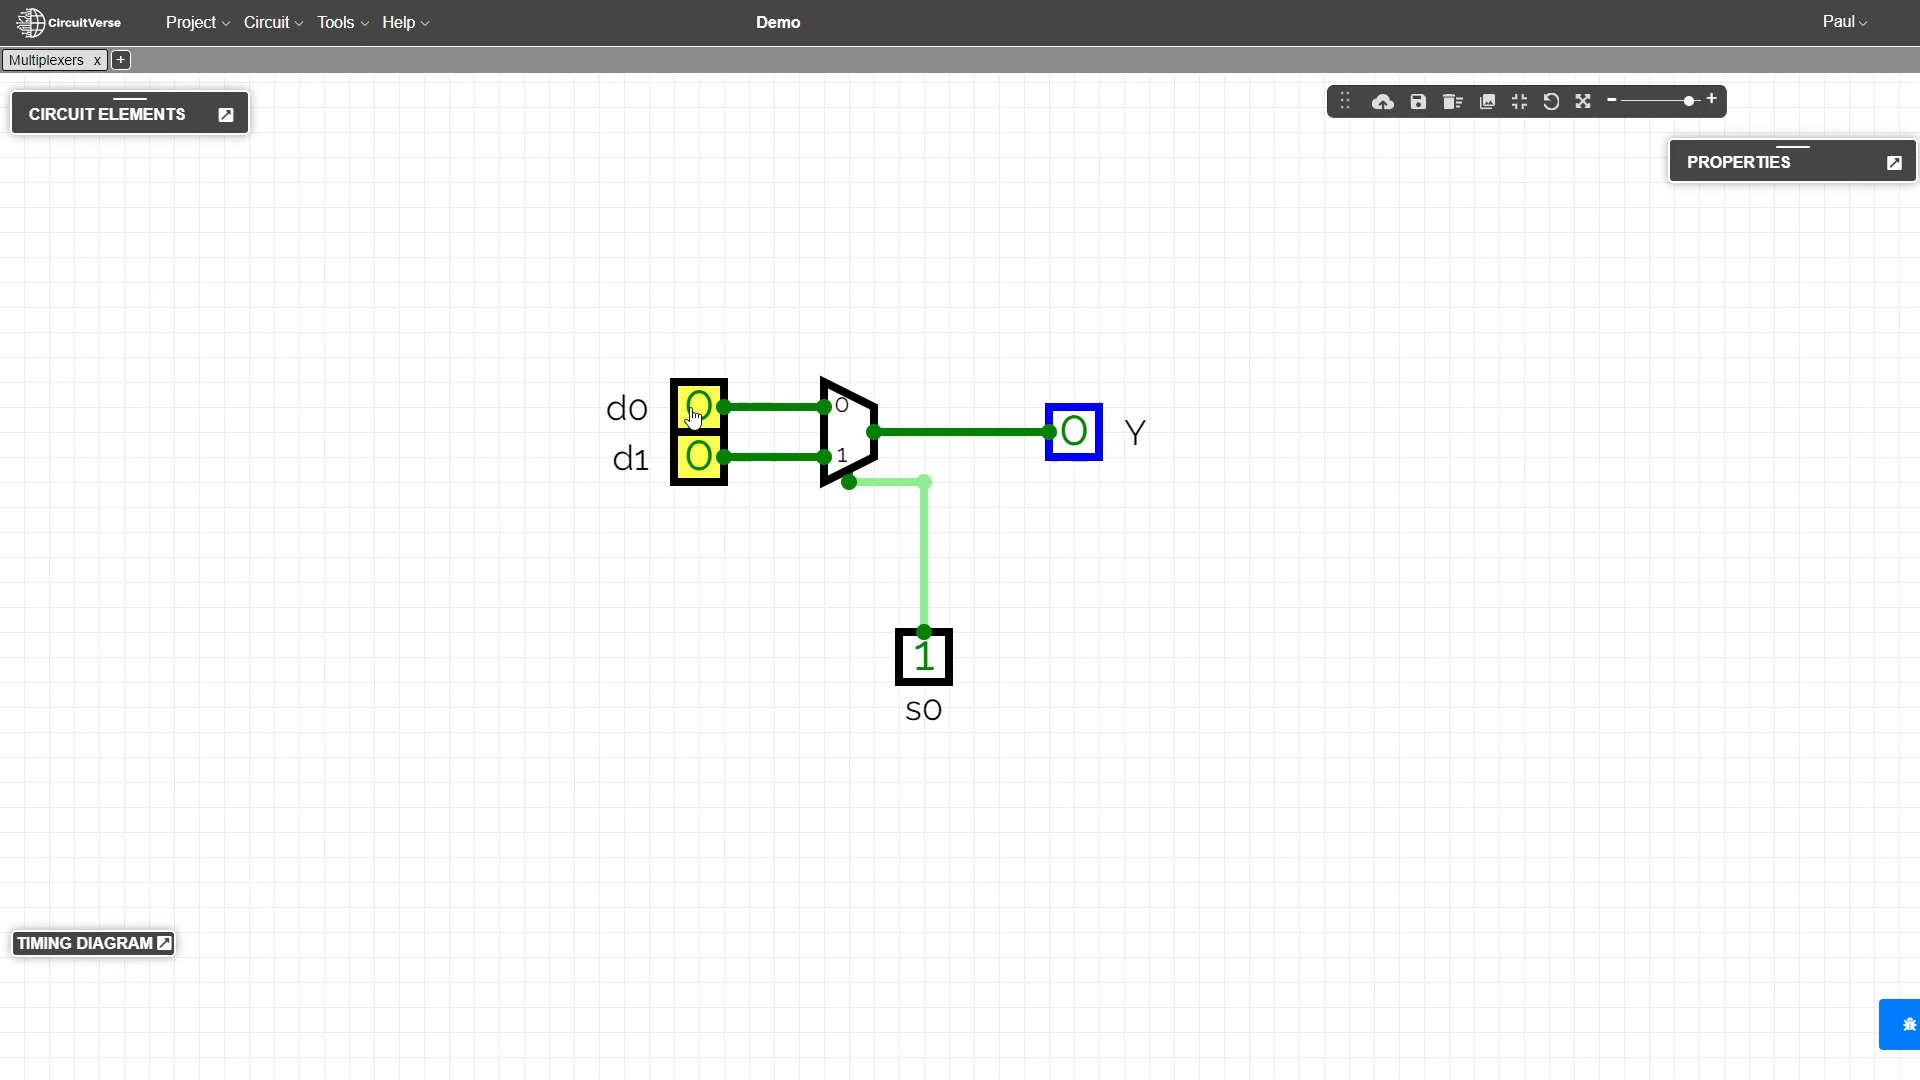 CircuitVerse Project Circuit Tools Help Demo Paul
Multiplexers x +
CIRCUIT ELEMENTS
PROPERTIES
d0 0 0 0 Y
d1 0 1
1
s0
TIMING DIAGRAM